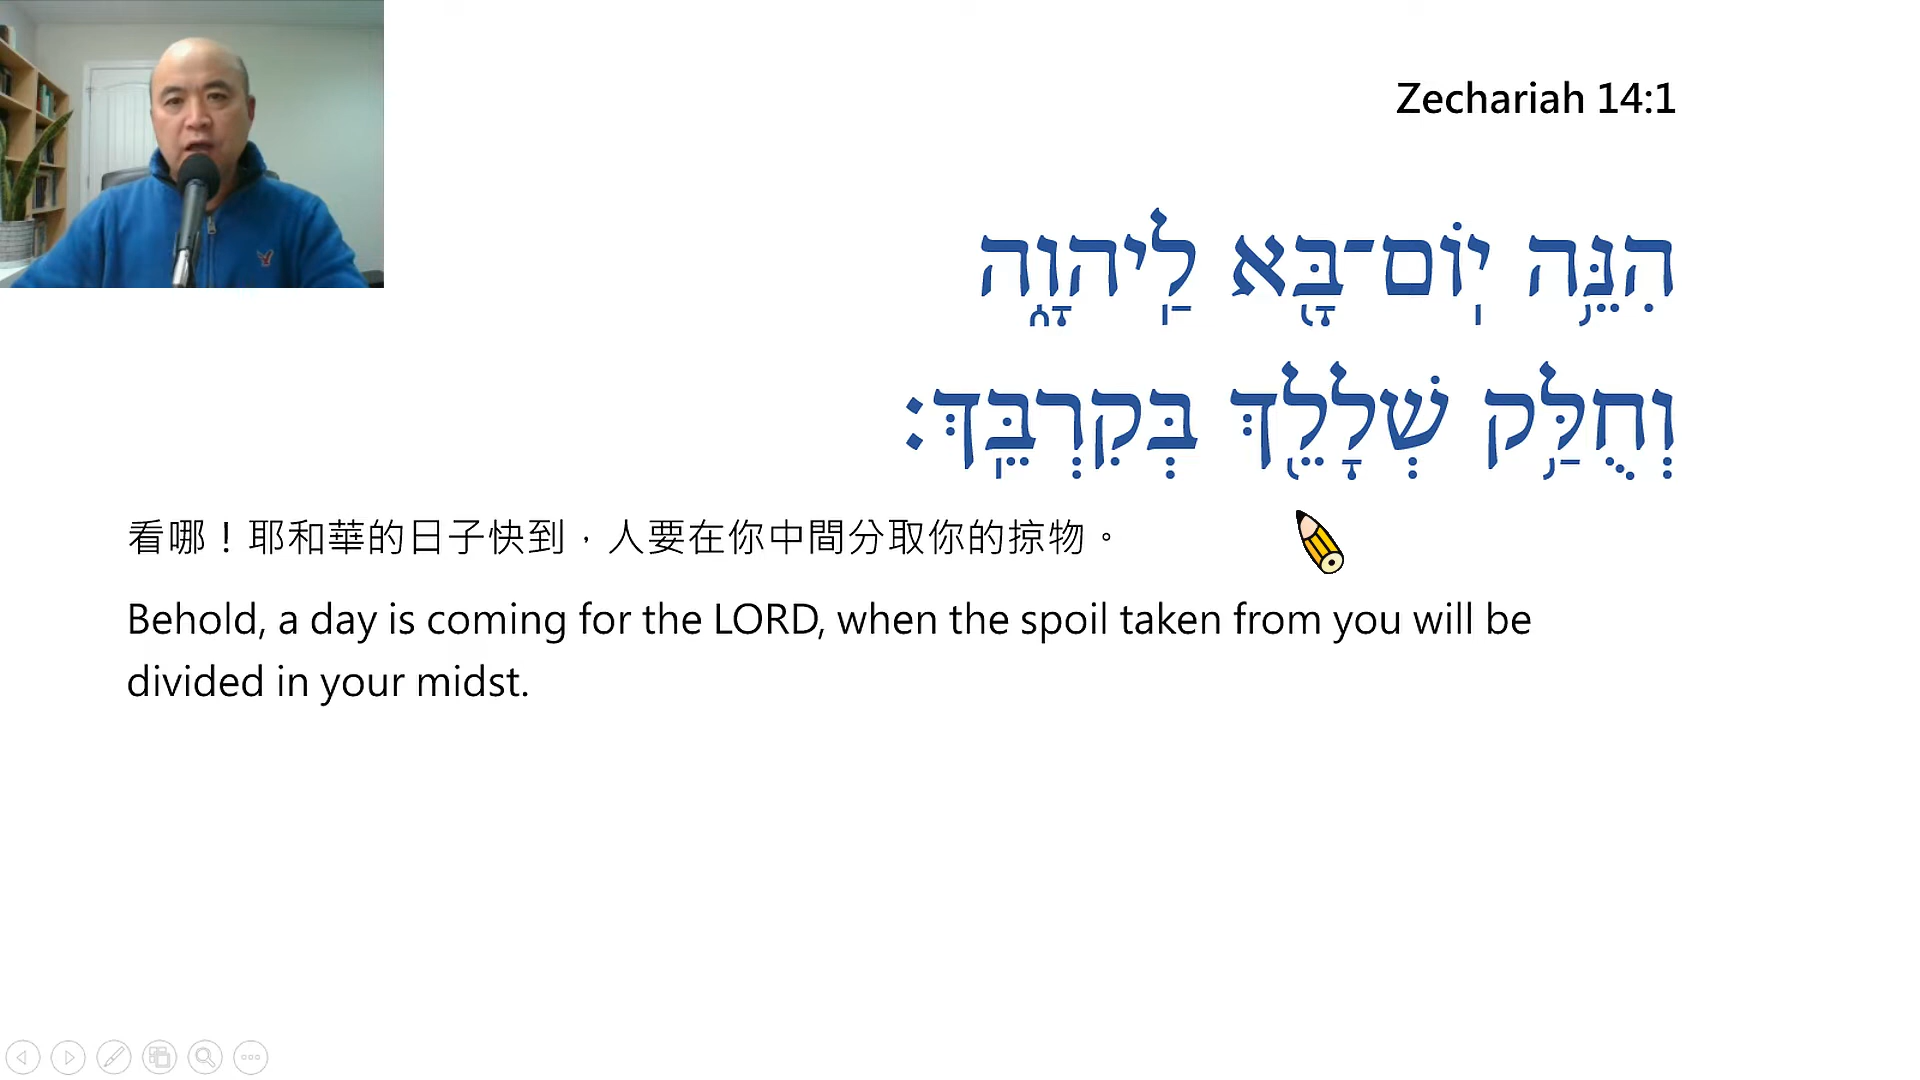 Zechariah 14:1
הִנֵּ֥ה יֽוֹם־בָּ֖א לַֽיהוָ֑ה
וְחֻלַּ֥ק שְׁלָלֵ֖ךְ בְּקִרְבֵּֽךְ׃
看哪！耶和華的日子快到，人要在你中間分取你的掠物。
Behold, a day is coming for the LORD, when the spoil taken from you will be
divided in your midst.